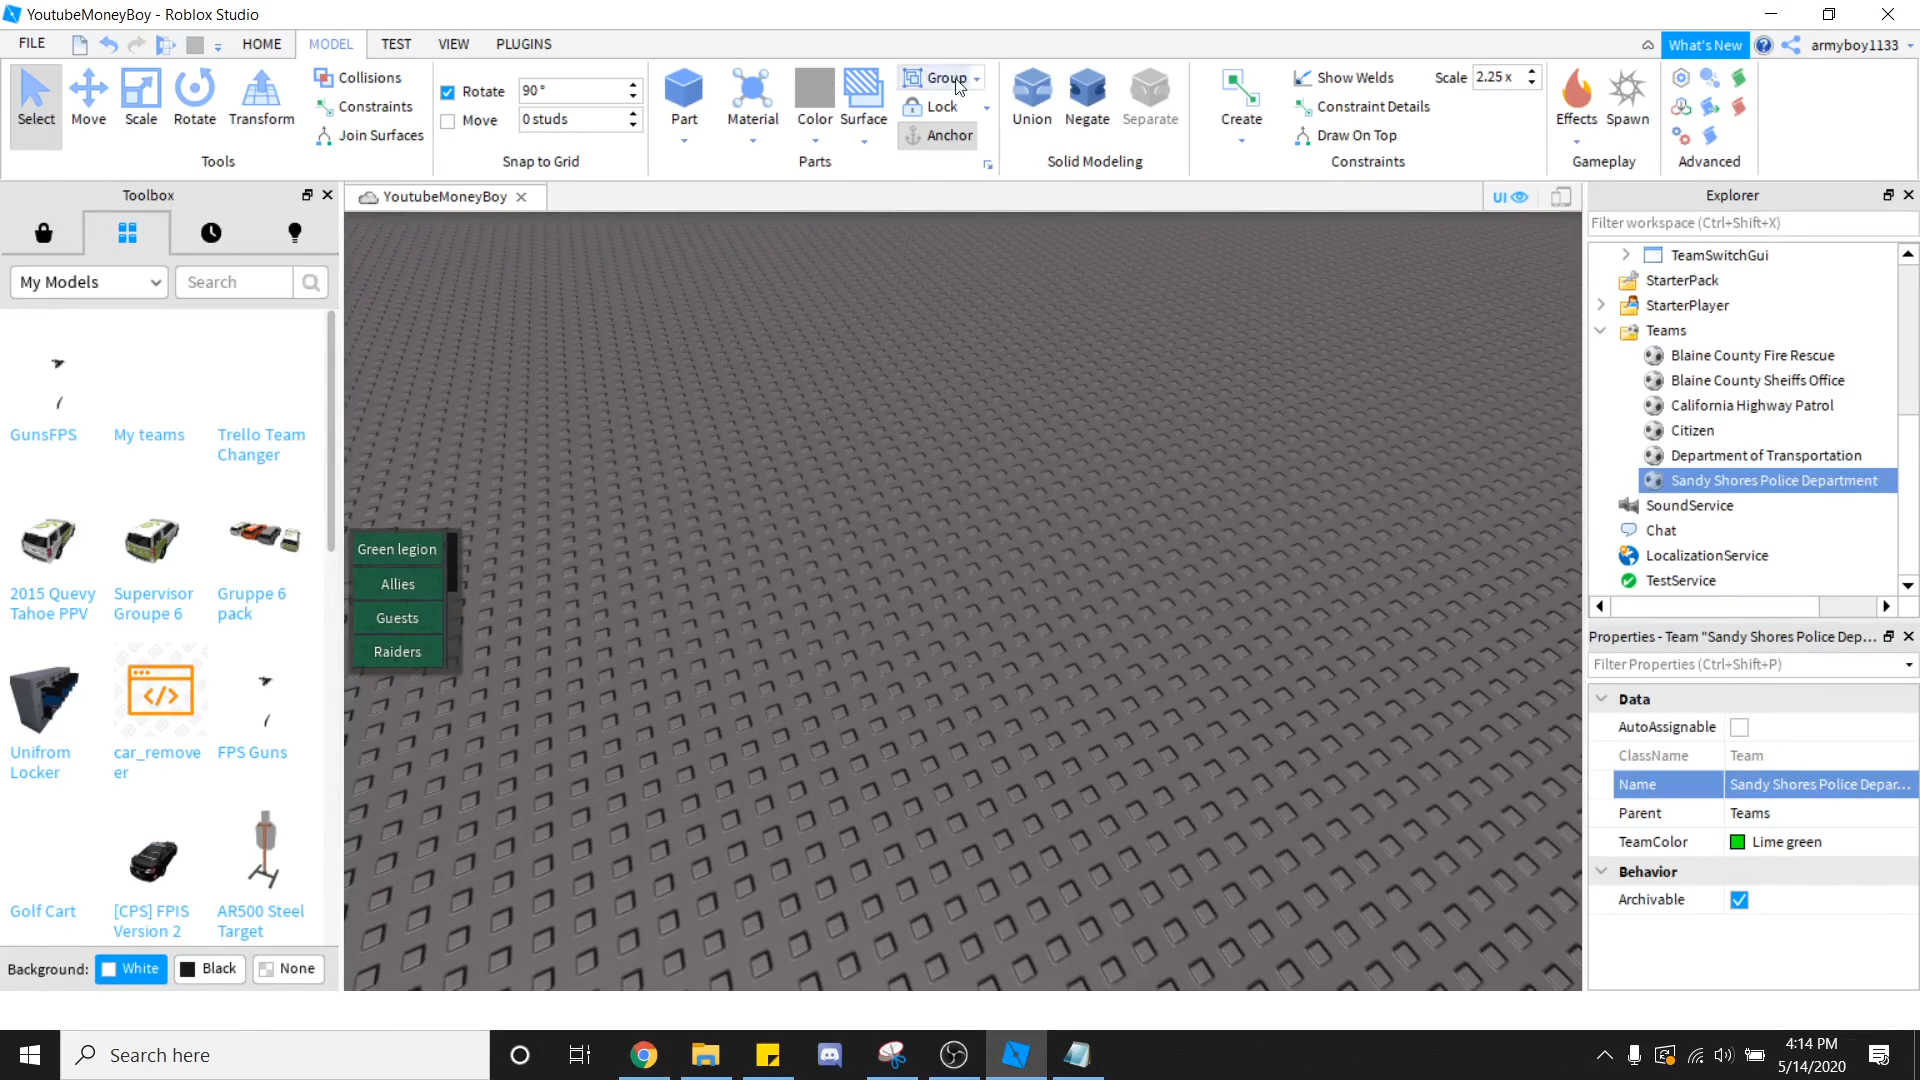 YoutubeMoneyBoy - Roblox Studio
FILE
HOME
MODEL
TEST
VIEW
PLUGINS
What's New
armyboy1133
Select
Move
Scale
Rotate
Transform
Collisions
Constraints
Join Surfaces
Tools
Rotate 90°
Move 0 studs
Snap to Grid
Part
Material
Color
Surface
Group
Lock
Anchor
Parts
Union
Negate
Separate
Solid Modeling
Create
Show Welds
Constraint Details
Draw On Top
Scale 2.25 x
Constraints
Effects
Spawn
Gameplay
Advanced
Toolbox
My Models
Search
GunsFPS
My teams
Trello Team
Changer
2015 Quevy
Tahoe PPV
Supervisor
Groupe 6
Gruppe 6
pack
Unifrom
Locker
car_remove
er
FPS Guns
Golf Cart
[CPS] FPIS
Version 2
AR500 Steel
Target
Background: White Black None
YoutubeMoneyBoy
UI
Green legion
Allies
Guests
Raiders
Explorer
Filter workspace (Ctrl+Shift+X)
TeamSwitchGui
StarterPack
StarterPlayer
Teams
Blaine County Fire Rescue
Blaine County Sheiffs Office
California Highway Patrol
Citizen
Department of Transportation
Sandy Shores Police Department
SoundService
Chat
LocalizationService
TestService
Properties - Team "Sandy Shores Police Dep...
Filter Properties (Ctrl+Shift+P)
Data
AutoAssignable
ClassName Team
Name Sandy Shores Police Depar...
Parent Teams
TeamColor Lime green
Behavior
Archivable
Search here
4:14 PM
5/14/2020